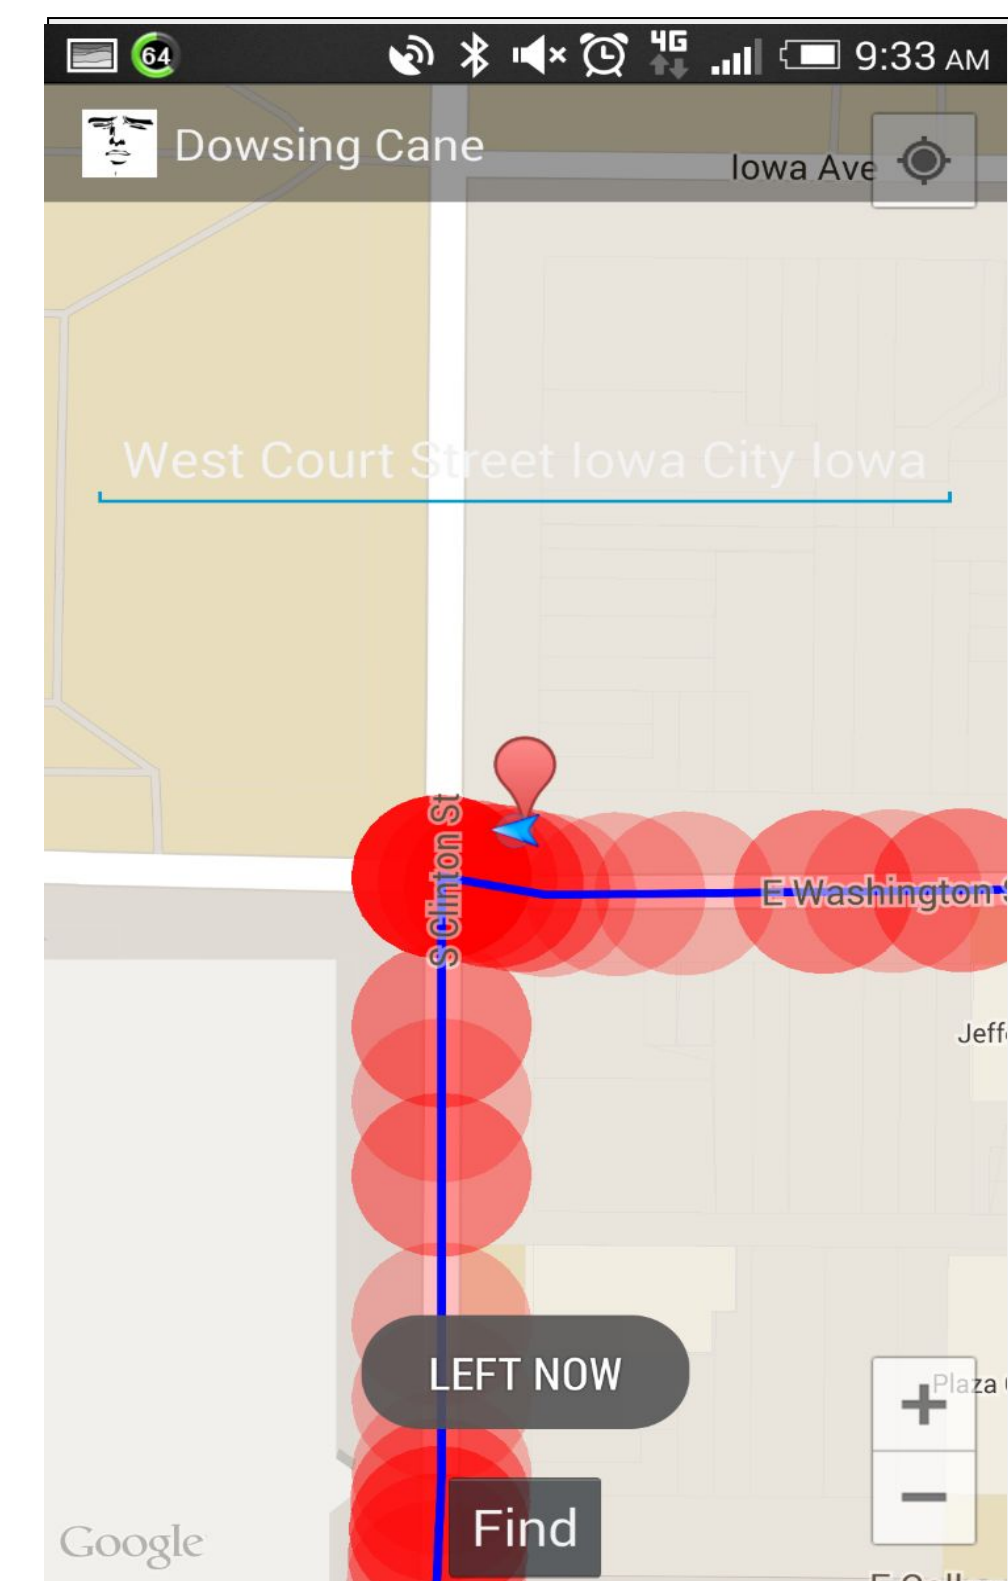 64
4G
9:33 AM
Dowsing Cane
Iowa Ave
West Court Street Iowa City Iowa
S Clinton St
E Washington S
Jeff
LEFT NOW
Plaza
Find
Google